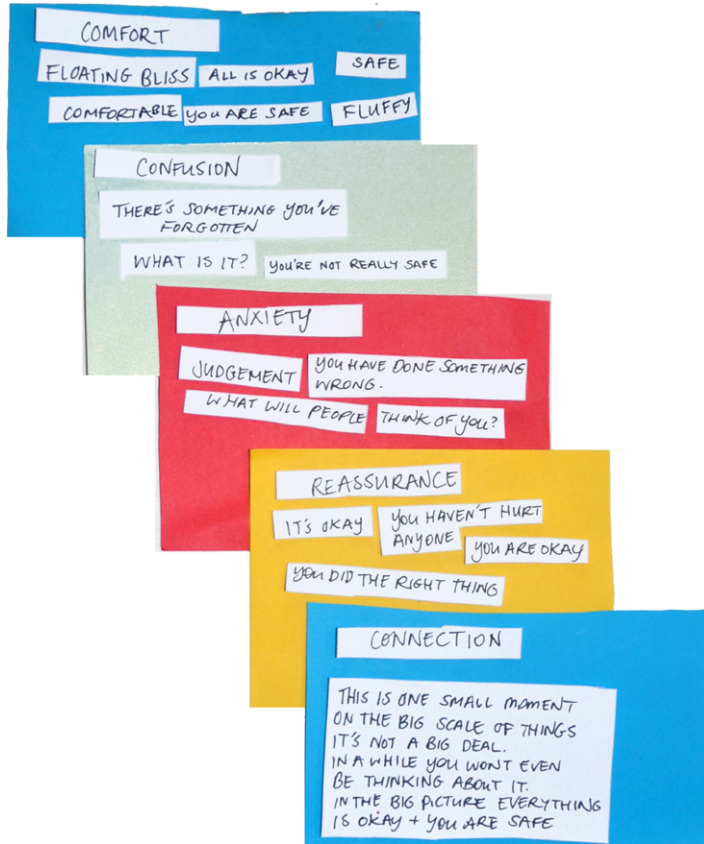 COMFORT
FLOATING BLISS ALL IS OKAY SAFE
COMFORTABLE YOU ARE SAFE FLUFFY
CONFUSION
THERE'S SOMETHING YOU'VE
FORGOTTEN
WHAT IS IT? YOU'RE NOT REALLY SAFE
ANXIETY
JUDGEMENT
YOU HAVE DONE SOMETHING
WRONG.
WHAT WILL PEOPLE THINK OF YOU?
REASSURANCE
IT'S OKAY
YOU HAVEN'T HURT
ANYONE
YOU ARE OKAY
YOU DID THE RIGHT THING
CONNECTION
THIS IS ONE SMALL MOMENT
ON THE BIG SCALE OF THINGS
IT'S NOT A BIG DEAL.
IN A WHILE YOU WONT EVEN
BE THINKING ABOUT IT.
IN THE BIG PICTURE EVERYTHING
IS OKAY + YOU ARE SAFE